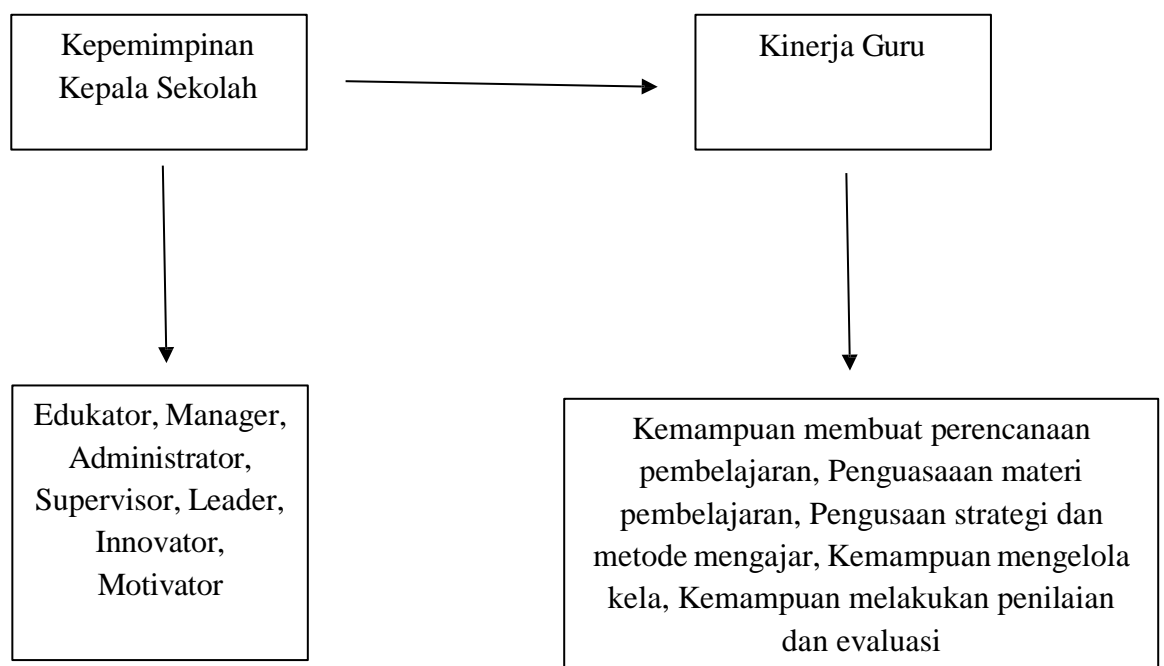 Kepemimpinan
Kepala Sekolah
Kinerja Guru
Edukator, Manager,
Administrator,
Supervisor, Leader,
Innovator,
Motivator
Kemampuan membuat perencanaan
pembelajaran, Penguasaaan materi
pembelajaran, Pengusaan strategi dan
metode mengajar, Kemampuan mengelola
kela, Kemampuan melakukan penilaian
dan evaluasi